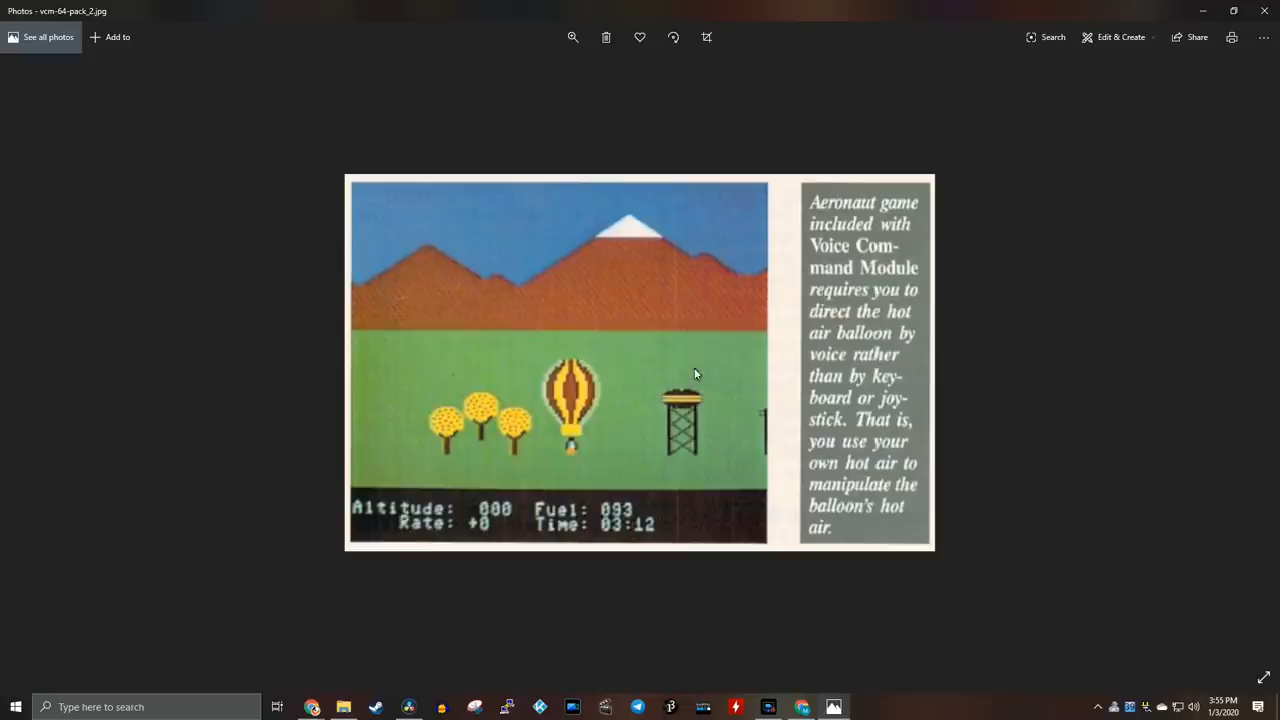 Photos - vcm-64-pack_2.jpg
See all photos
Add to
Search
Edit & Create
Share
Altitude: 000 Fuel: 093
Rate: +0 Time: 03:12
Aeronaut game
included with
Voice Com-
mand Module
requires you to
direct the hot
air balloon by
voice rather
than by key-
board or joy-
stick. That is,
you use your
own hot air to
manipulate the
balloon's hot
air.
Type here to search
3:55 PM
1/3/2020